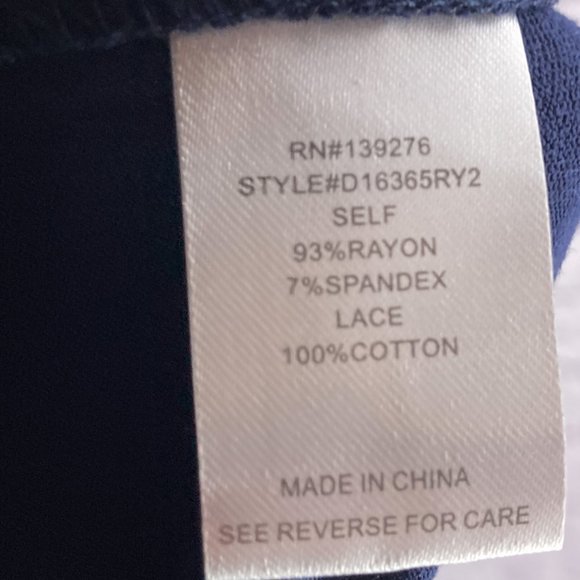 RN#139276
STYLE#D16365RY2
SELF
93%RAYON
7%SPANDEX
LACE
100%COTTON
MADE IN CHINA
SEE REVERSE FOR CARE